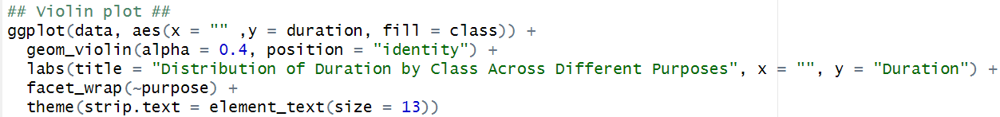 ## Violin plot ##
ggplot(data, aes(x = "" ,y = duration, fill = class)) +
  geom_violin(alpha = 0.4, position = "identity") +
  labs(title = "Distribution of Duration by Class Across Different Purposes", x = "", y = "Duration") +
  facet_wrap(~purpose) +
  theme(strip.text = element_text(size = 13))